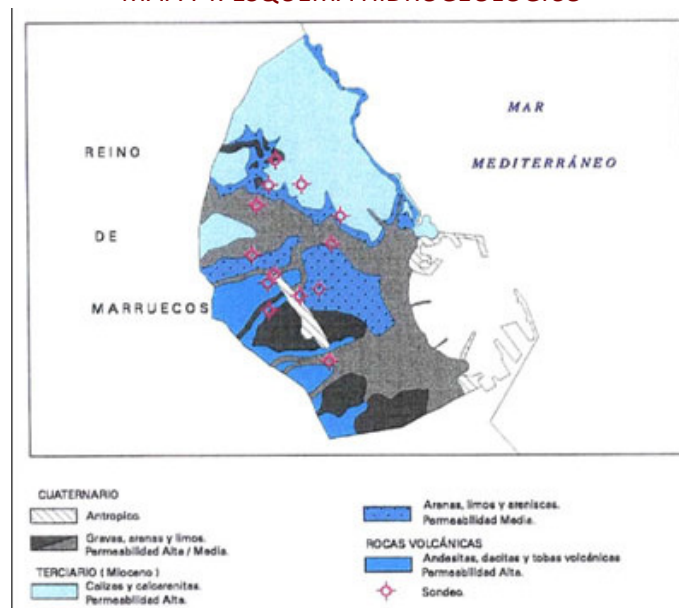 MAR
MEDITERRÁNEO
REINO
DE
MARRUECOS
CUATERNARIO
Antropico.
Gravas, arenas y limos.
Permeabilidad Alta / Media.
TERCIARIO ( Mioceno )
Calizas y calcarenitas.
Permeabilidad Alta.
Arenas, limos y areniscas.
Permeabilidad Media.
ROCAS VOLCÁNICAS
Andesitas, dacitas y tobas volcánicas
Permeabilidad Alta.
Sondeo.